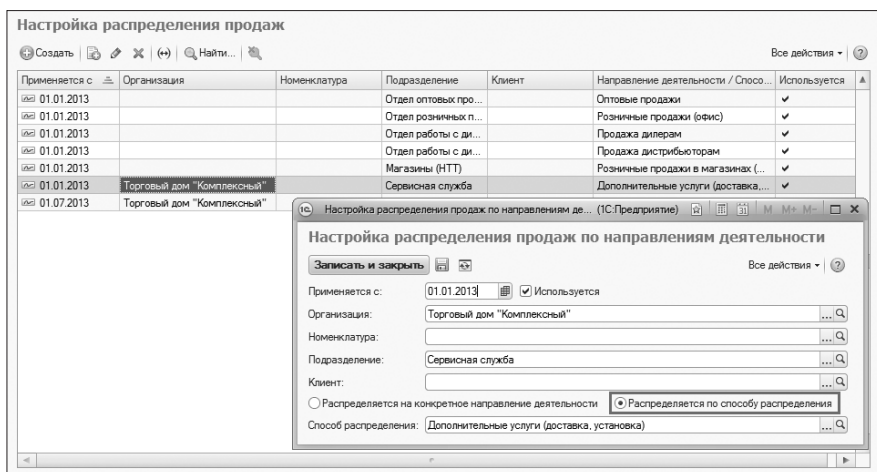 Настройка распределения продаж
Создать Найти... Все действия
Применяется с Организация Номенклатура Подразделение Клиент Направление деятельности / Спосо... Используется
01.01.2013 Отдел оптовых про... Оптовые продажи
01.01.2013 Отдел розничных п... Розничные продажи (офис)
01.01.2013 Отдел работы с ди... Продажа дилерам
01.01.2013 Отдел работы с ди... Продажа дистрибьюторам
01.01.2013 Магазины (НТТ) Розничные продажи в магазинах (...
01.01.2013 Торговый дом "Комплексный" Сервисная служба Дополнительные услуги (доставка,...
01.07.2013 Торговый дом "Комплексный"
Настройка распределения продаж по направлениям де... (1С:Предприятие) M M+ M-
Настройка распределения продаж по направлениям деятельности
Записать и закрыть Все действия
Применяется с: 01.01.2013 Используется
Организация: Торговый дом "Комплексный"
Номенклатура:
Подразделение: Сервисная служба
Клиент:
Распределяется на конкретное направление деятельности Распределяется по способу распределения
Способ распределения: Дополнительные услуги (доставка, установка)